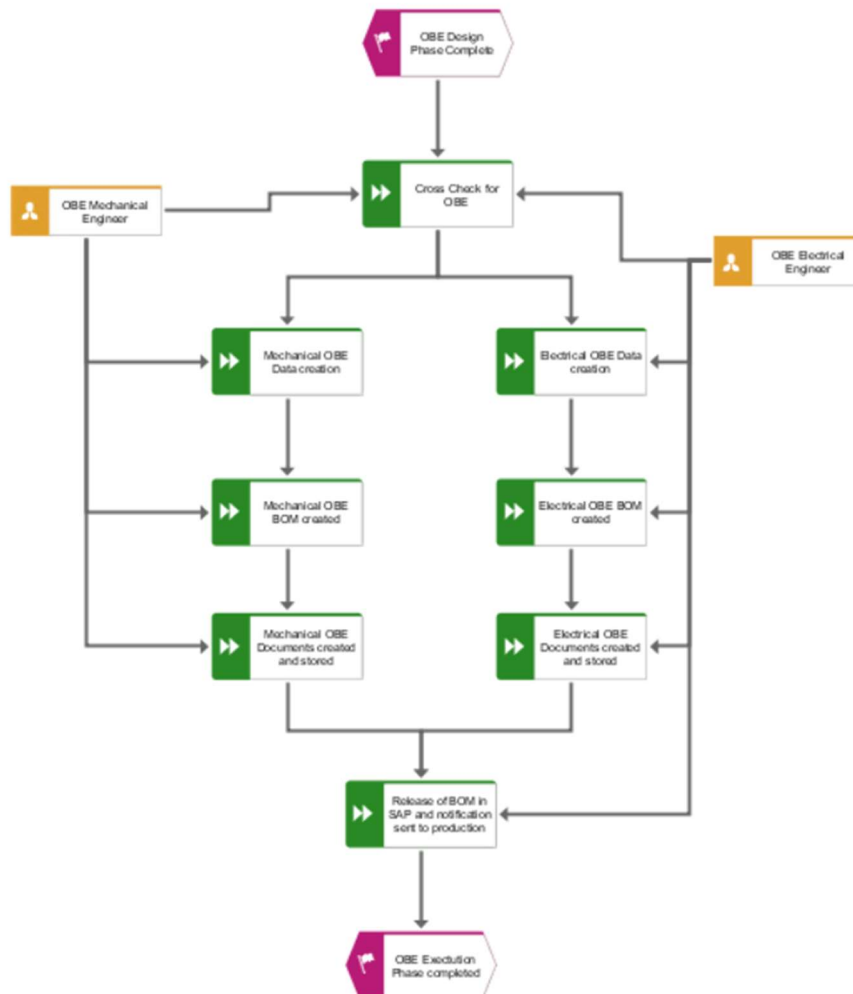 OBE Design
Phase Complete
Cross Check for
OBE
OBE Mechanical
Engineer
OBE Electrical
Engineer
Mechanical OBE
Data creation
Electrical OBE Data
creation
Mechanical OBE
BOM created
Electrical OBE BOM
created
Mechanical OBE
Documents created
and stored
Electrical OBE
Documents created
and stored
Release of BOM in
SAP and notification
sent to production
OBE Exectution
Phase completed